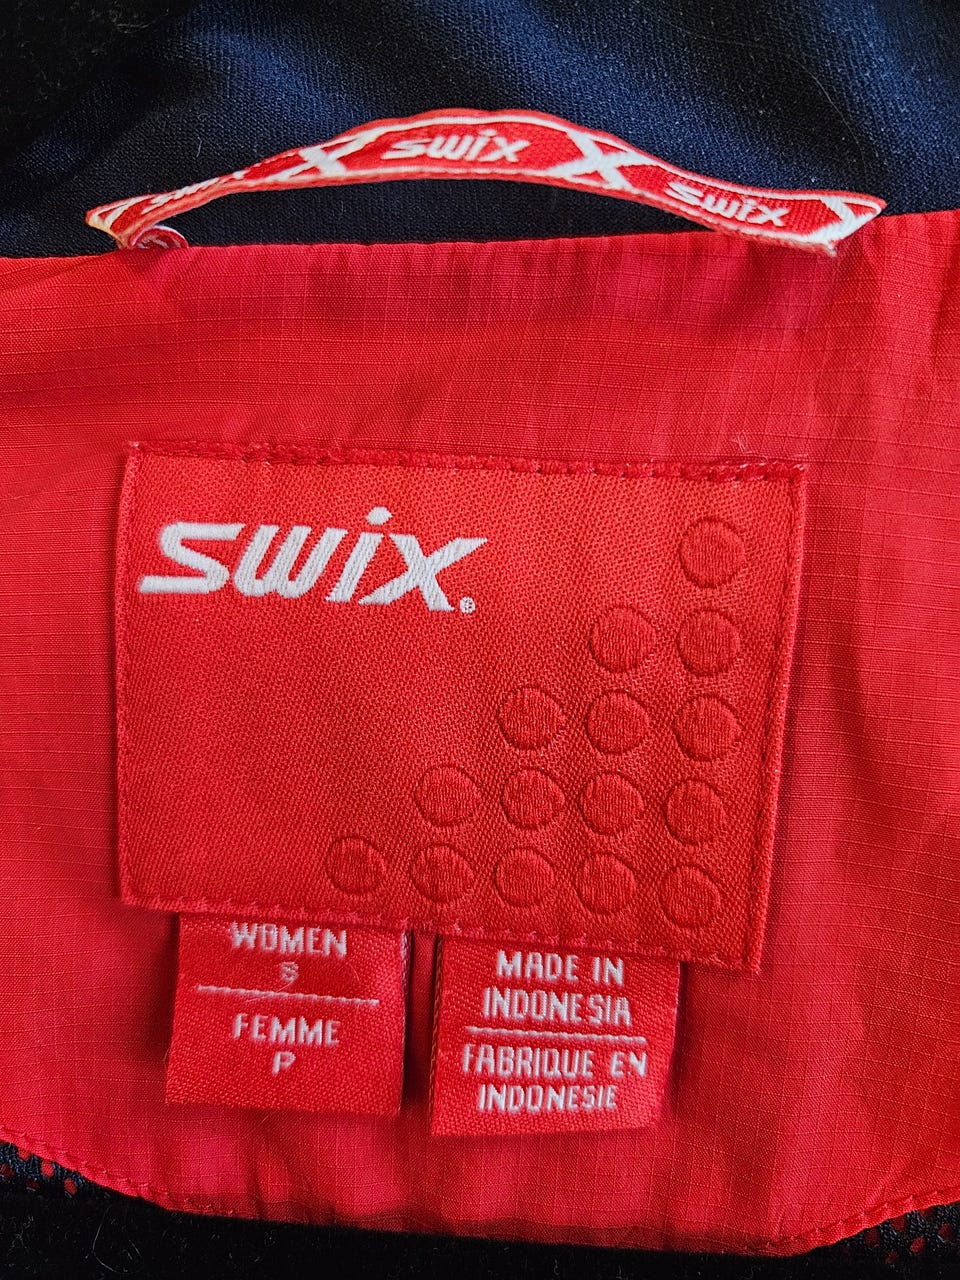 swix swix swix
swix®
WOMEN
S
FEMME
P
MADE IN
INDONESIA
FABRIQUE EN
INDONESIE